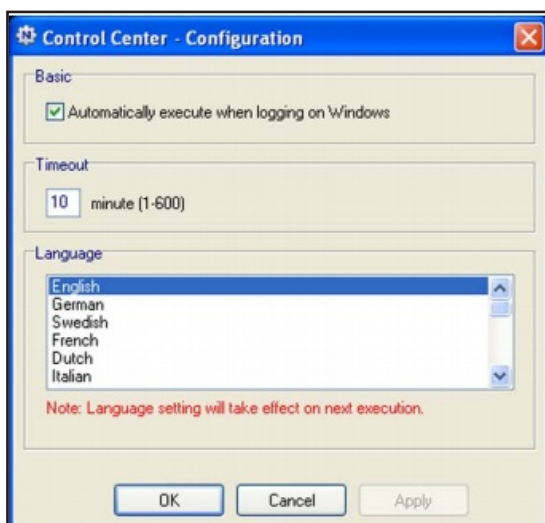 Control Center - Configuration
Basic
Automatically execute when logging on Windows
Timeout
10 minute (1-600)
Language
English
German
Swedish
French
Dutch
Italian
Note: Language setting will take effect on next execution.
OK Cancel Apply